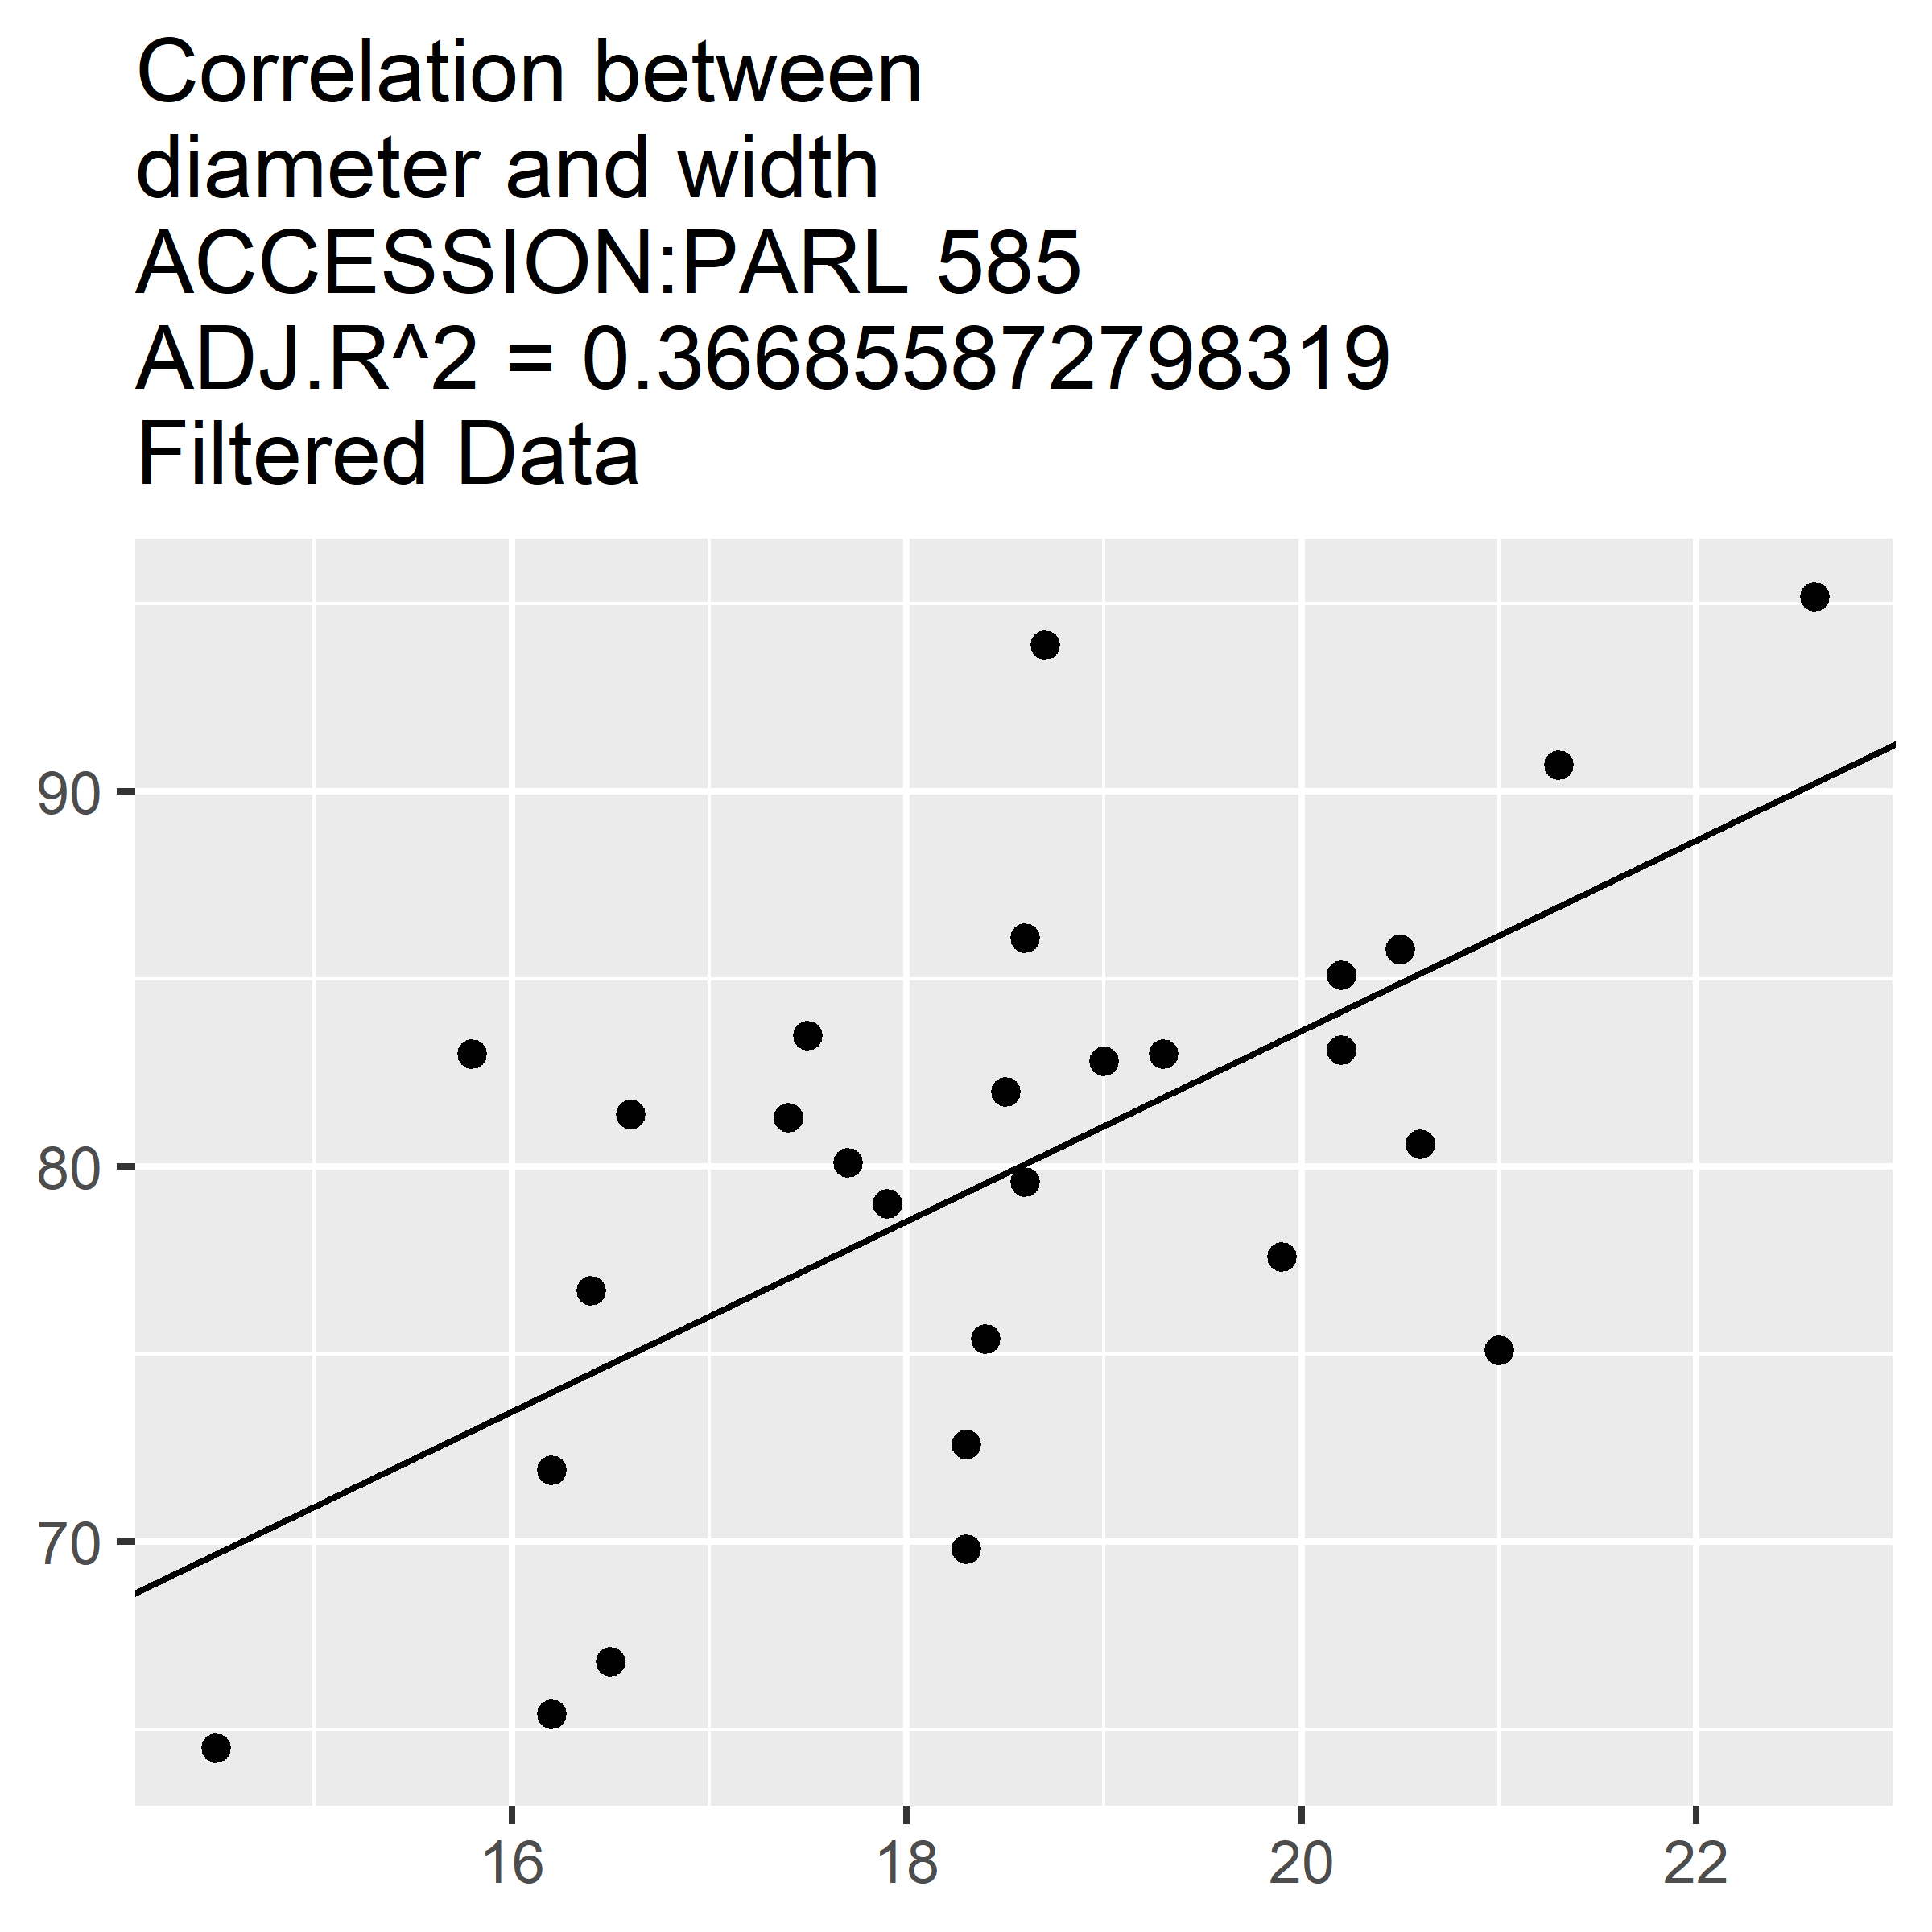 Correlation between
diameter and width
ACCESSION:PARL 585
ADJ.R^2 = 0.366855872798319
Filtered Data
90
80
70
16 18 20 22